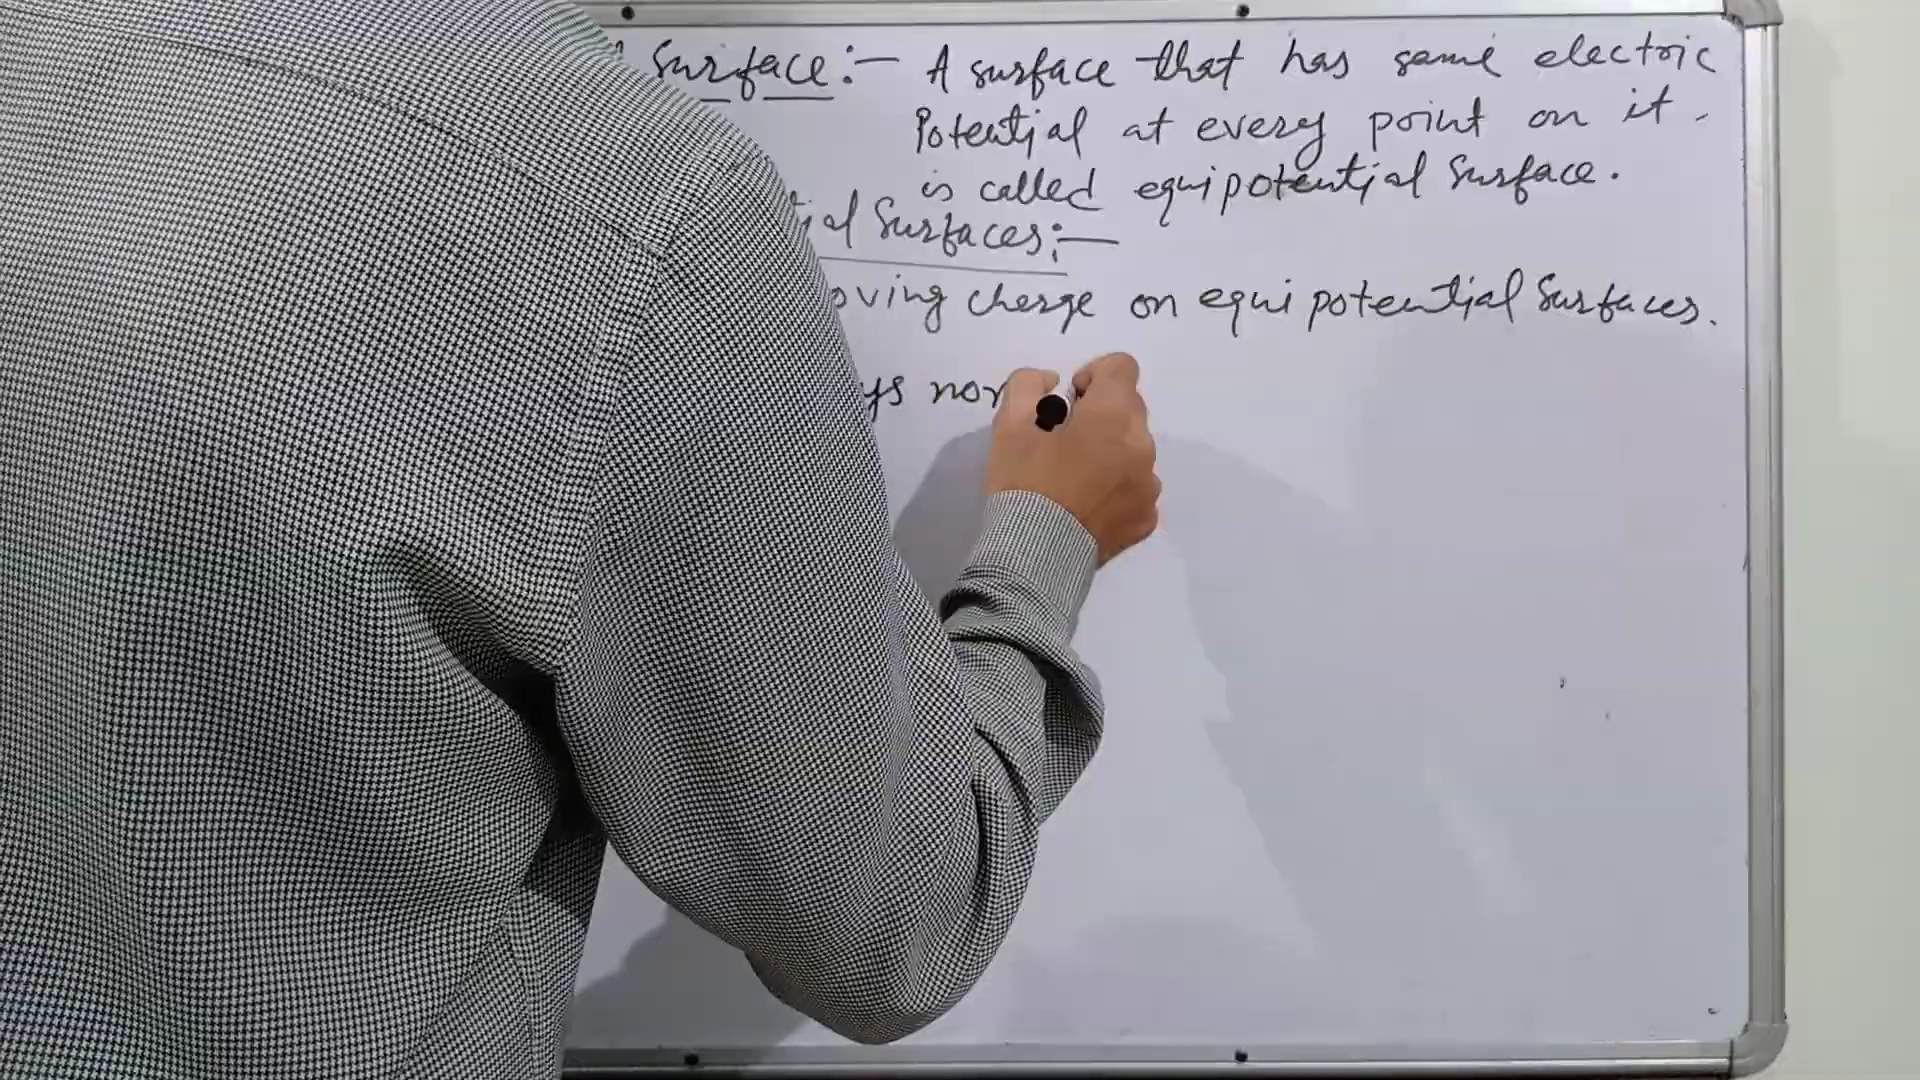 Surface:- A surface that has same electric
Potential at every point on it.
is called equipotential Surface.
Surfaces:-
charge on equipotential Surfaces.